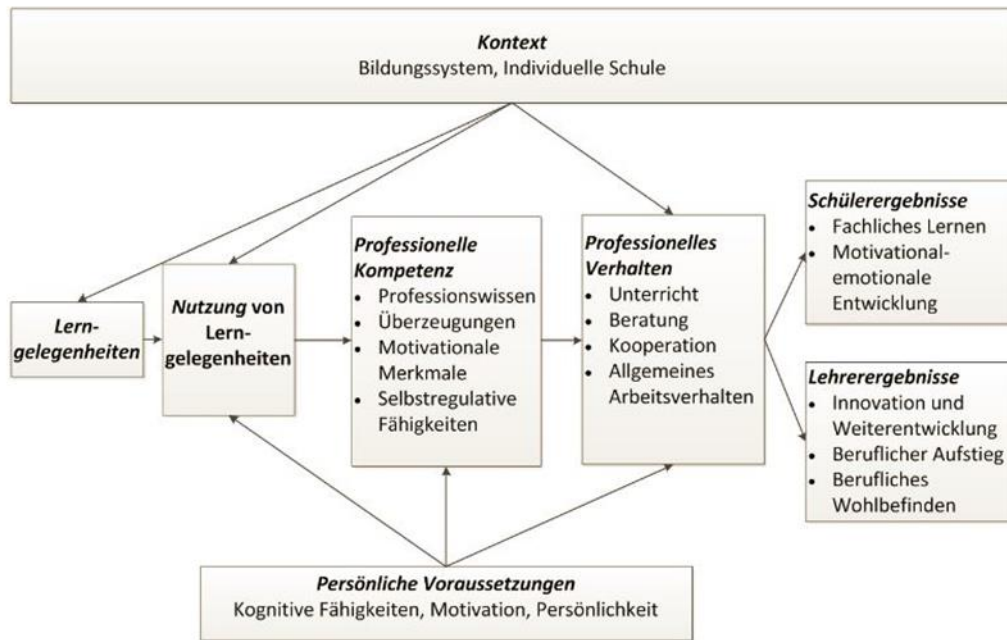 Kontext
Bildungssystem, Individuelle Schule
Lern-
gelegenheiten
Nutzung von
Lern-
gelegenheiten
Professionelle
Kompetenz
• Professionswissen
• Überzeugungen
• Motivationale
Merkmale
• Selbstregulative
Fähigkeiten
Professionelles
Verhalten
• Unterricht
• Beratung
• Kooperation
• Allgemeines
Arbeitsverhalten
Schülerergebnisse
• Fachliches Lernen
• Motivational-
emotionale
Entwicklung
Lehrerergebnisse
• Innovation und
Weiterentwicklung
• Beruflicher Aufstieg
• Berufliches
Wohlbefinden
Persönliche Voraussetzungen
Kognitive Fähigkeiten, Motivation, Persönlichkeit